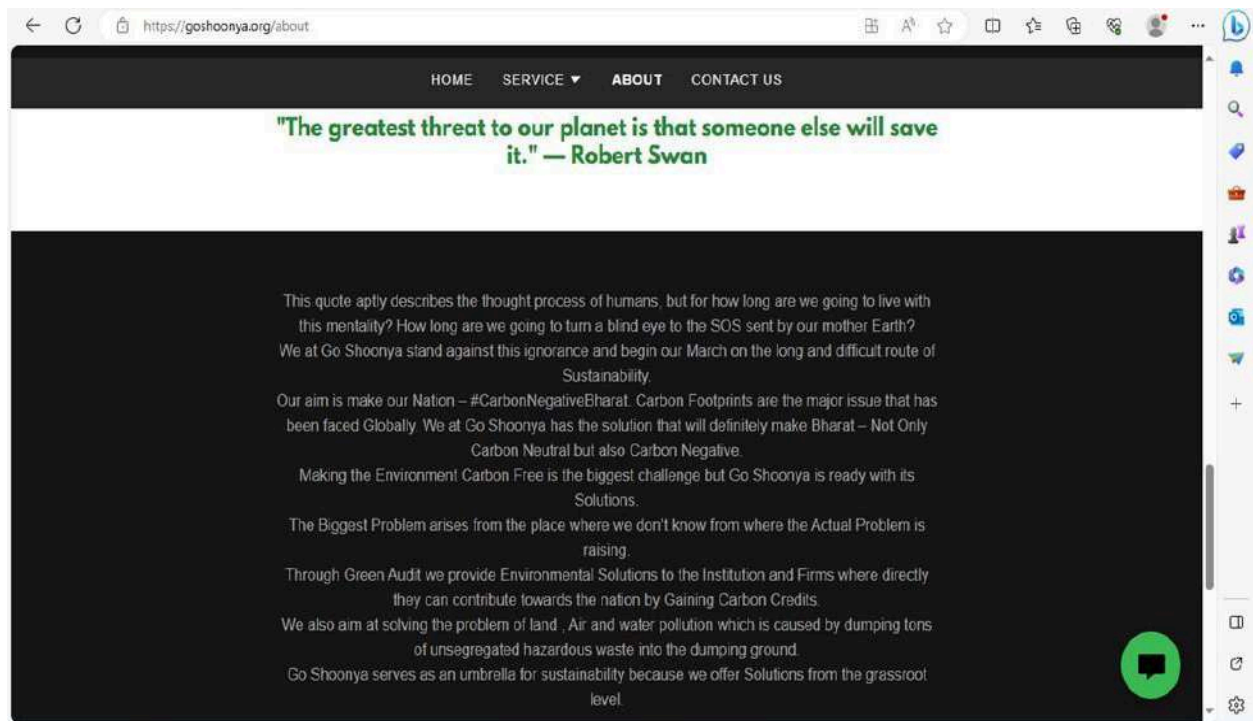 https://goshoonya.org/about
HOME SERVICE ▼ ABOUT CONTACT US
"The greatest threat to our planet is that someone else will save
it." — Robert Swan
This quote aptly describes the thought process of humans, but for how long are we going to live with
this mentality? How long are we going to turn a blind eye to the SOS sent by our mother Earth?
We at Go Shoonya stand against this ignorance and begin our March on the long and difficult route of
Sustainability.
Our aim is make our Nation – #CarbonNegativeBharat. Carbon Footprints are the major issue that has
been faced Globally. We at Go Shoonya has the solution that will definitely make Bharat – Not Only
Carbon Neutral but also Carbon Negative.
Making the Environment Carbon Free is the biggest challenge but Go Shoonya is ready with its
Solutions.
The Biggest Problem arises from the place where we don't know from where the Actual Problem is
raising.
Through Green Audit we provide Environmental Solutions to the Institution and Firms where directly
they can contribute towards the nation by Gaining Carbon Credits.
We also aim at solving the problem of land , Air and water pollution which is caused by dumping tons
of unsegregated hazardous waste into the dumping ground.
Go Shoonya serves as an umbrella for sustainability because we offer Solutions from the grassroot
level.